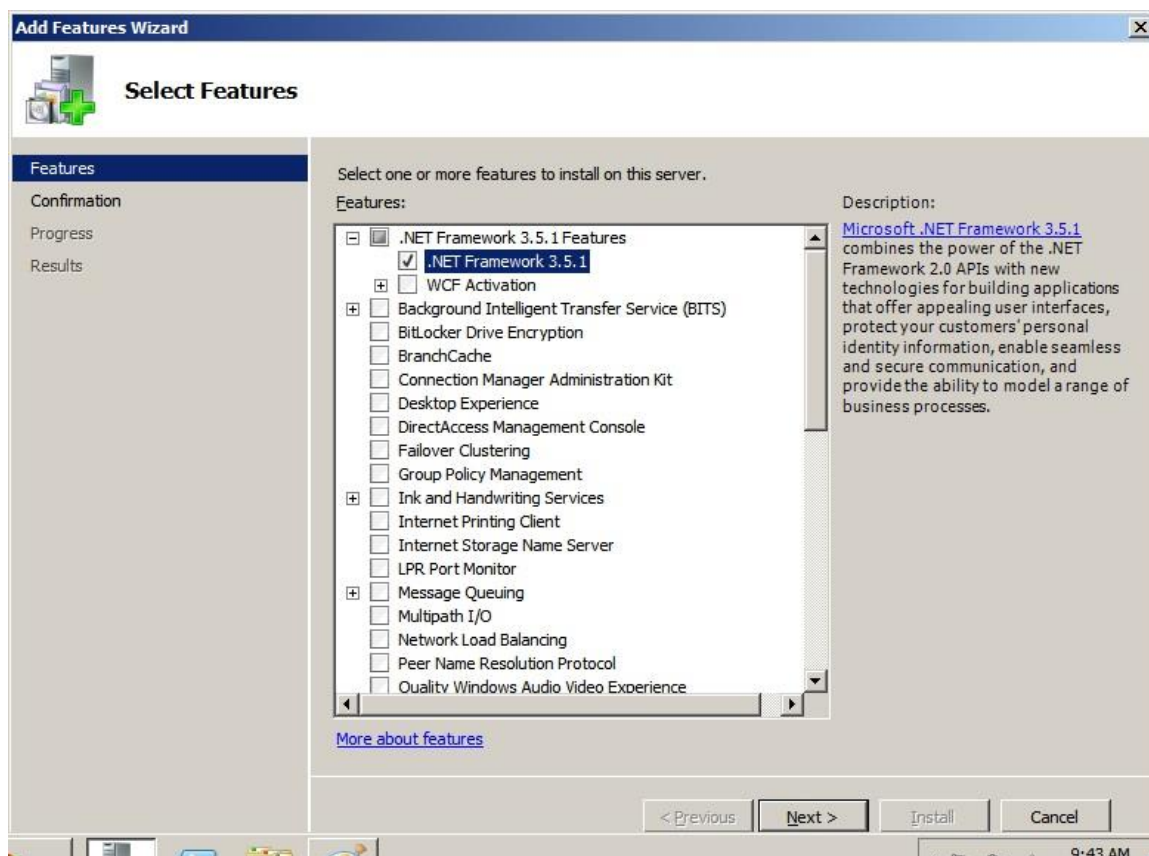 Add Features Wizard
Select Features
Features
Confirmation
Progress
Results
Select one or more features to install on this server.
Features:
.NET Framework 3.5.1 Features
.NET Framework 3.5.1
WCF Activation
Background Intelligent Transfer Service (BITS)
BitLocker Drive Encryption
BranchCache
Connection Manager Administration Kit
Desktop Experience
DirectAccess Management Console
Failover Clustering
Group Policy Management
Ink and Handwriting Services
Internet Printing Client
Internet Storage Name Server
LPR Port Monitor
Message Queuing
Multipath I/O
Network Load Balancing
Peer Name Resolution Protocol
Quality Windows Audio Video Experience
More about features
Description:
Microsoft .NET Framework 3.5.1
combines the power of the .NET
Framework 2.0 APIs with new
technologies for building applications
that offer appealing user interfaces,
protect your customers' personal
identity information, enable seamless
and secure communication, and
provide the ability to model a range of
business processes.
< Previous
Next >
Install
Cancel
9:43 AM